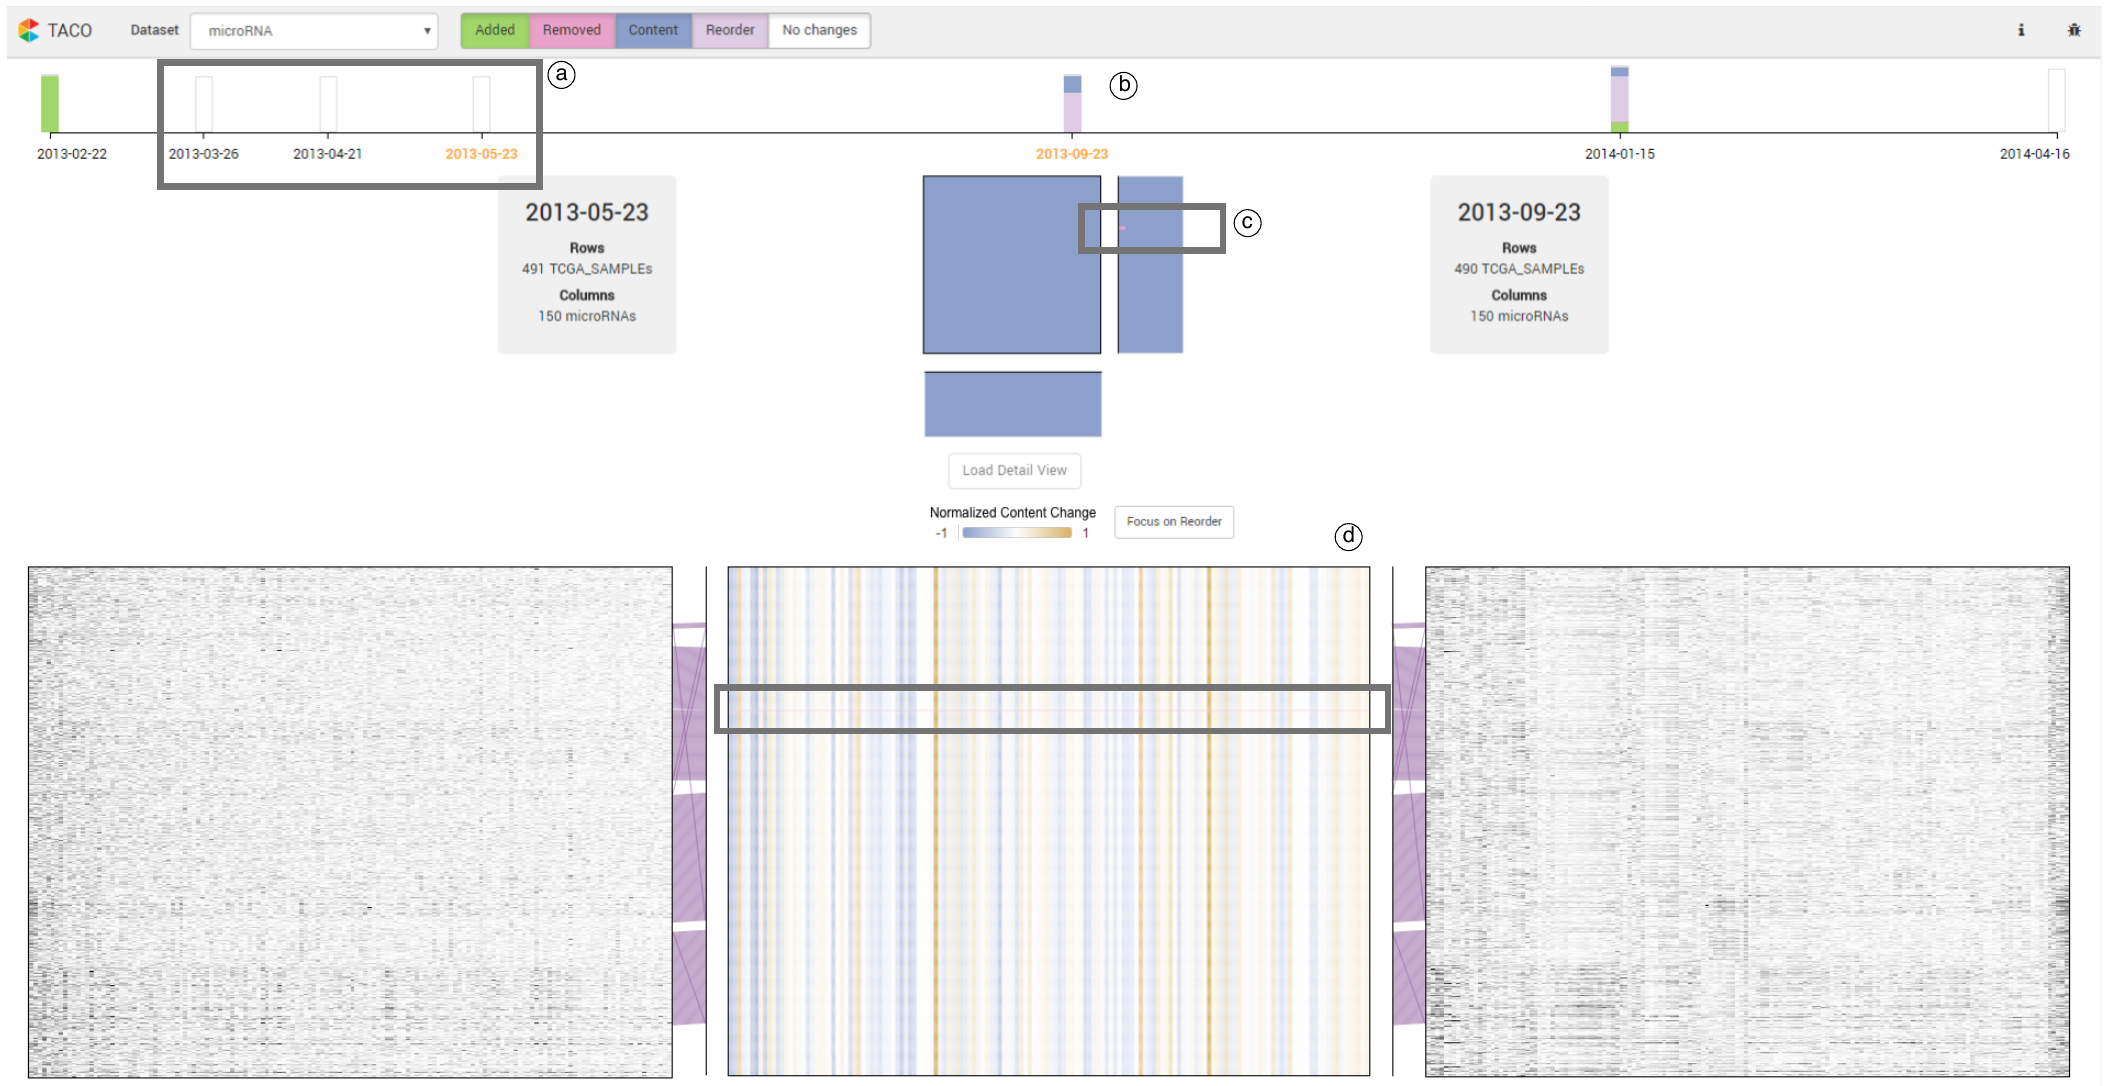 TACO Dataset microRNA Added Removed Content Reorder No changes
a
b
2013-02-22 2013-03-26 2013-04-21 2013-05-23 2013-09-23 2014-01-15 2014-04-16
2013-05-23
Rows
491 TCGA_SAMPLEs
Columns
150 microRNAs
c
2013-09-23
Rows
490 TCGA_SAMPLEs
Columns
150 microRNAs
Load Detail View
Normalized Content Change
-1 1
Focus on Reorder
d